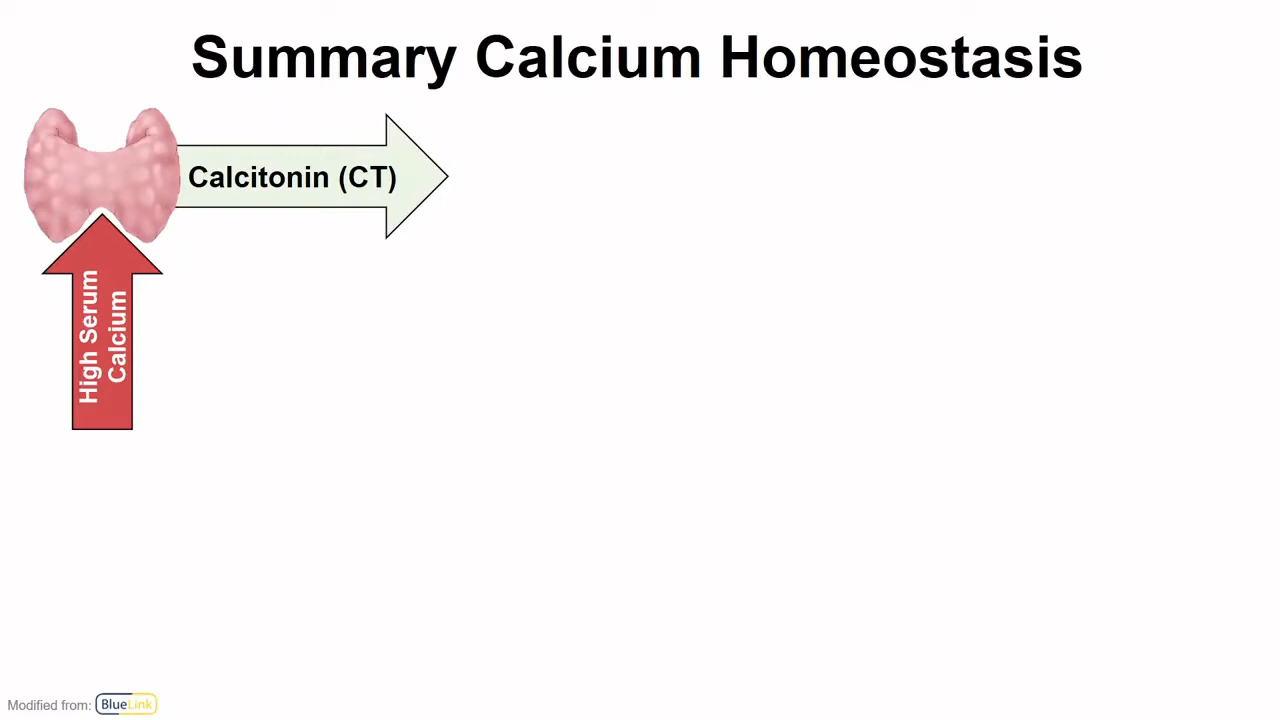 Summary Calcium Homeostasis
Calcitonin (CT)
High Serum
Calcium
Modified from: BlueLink